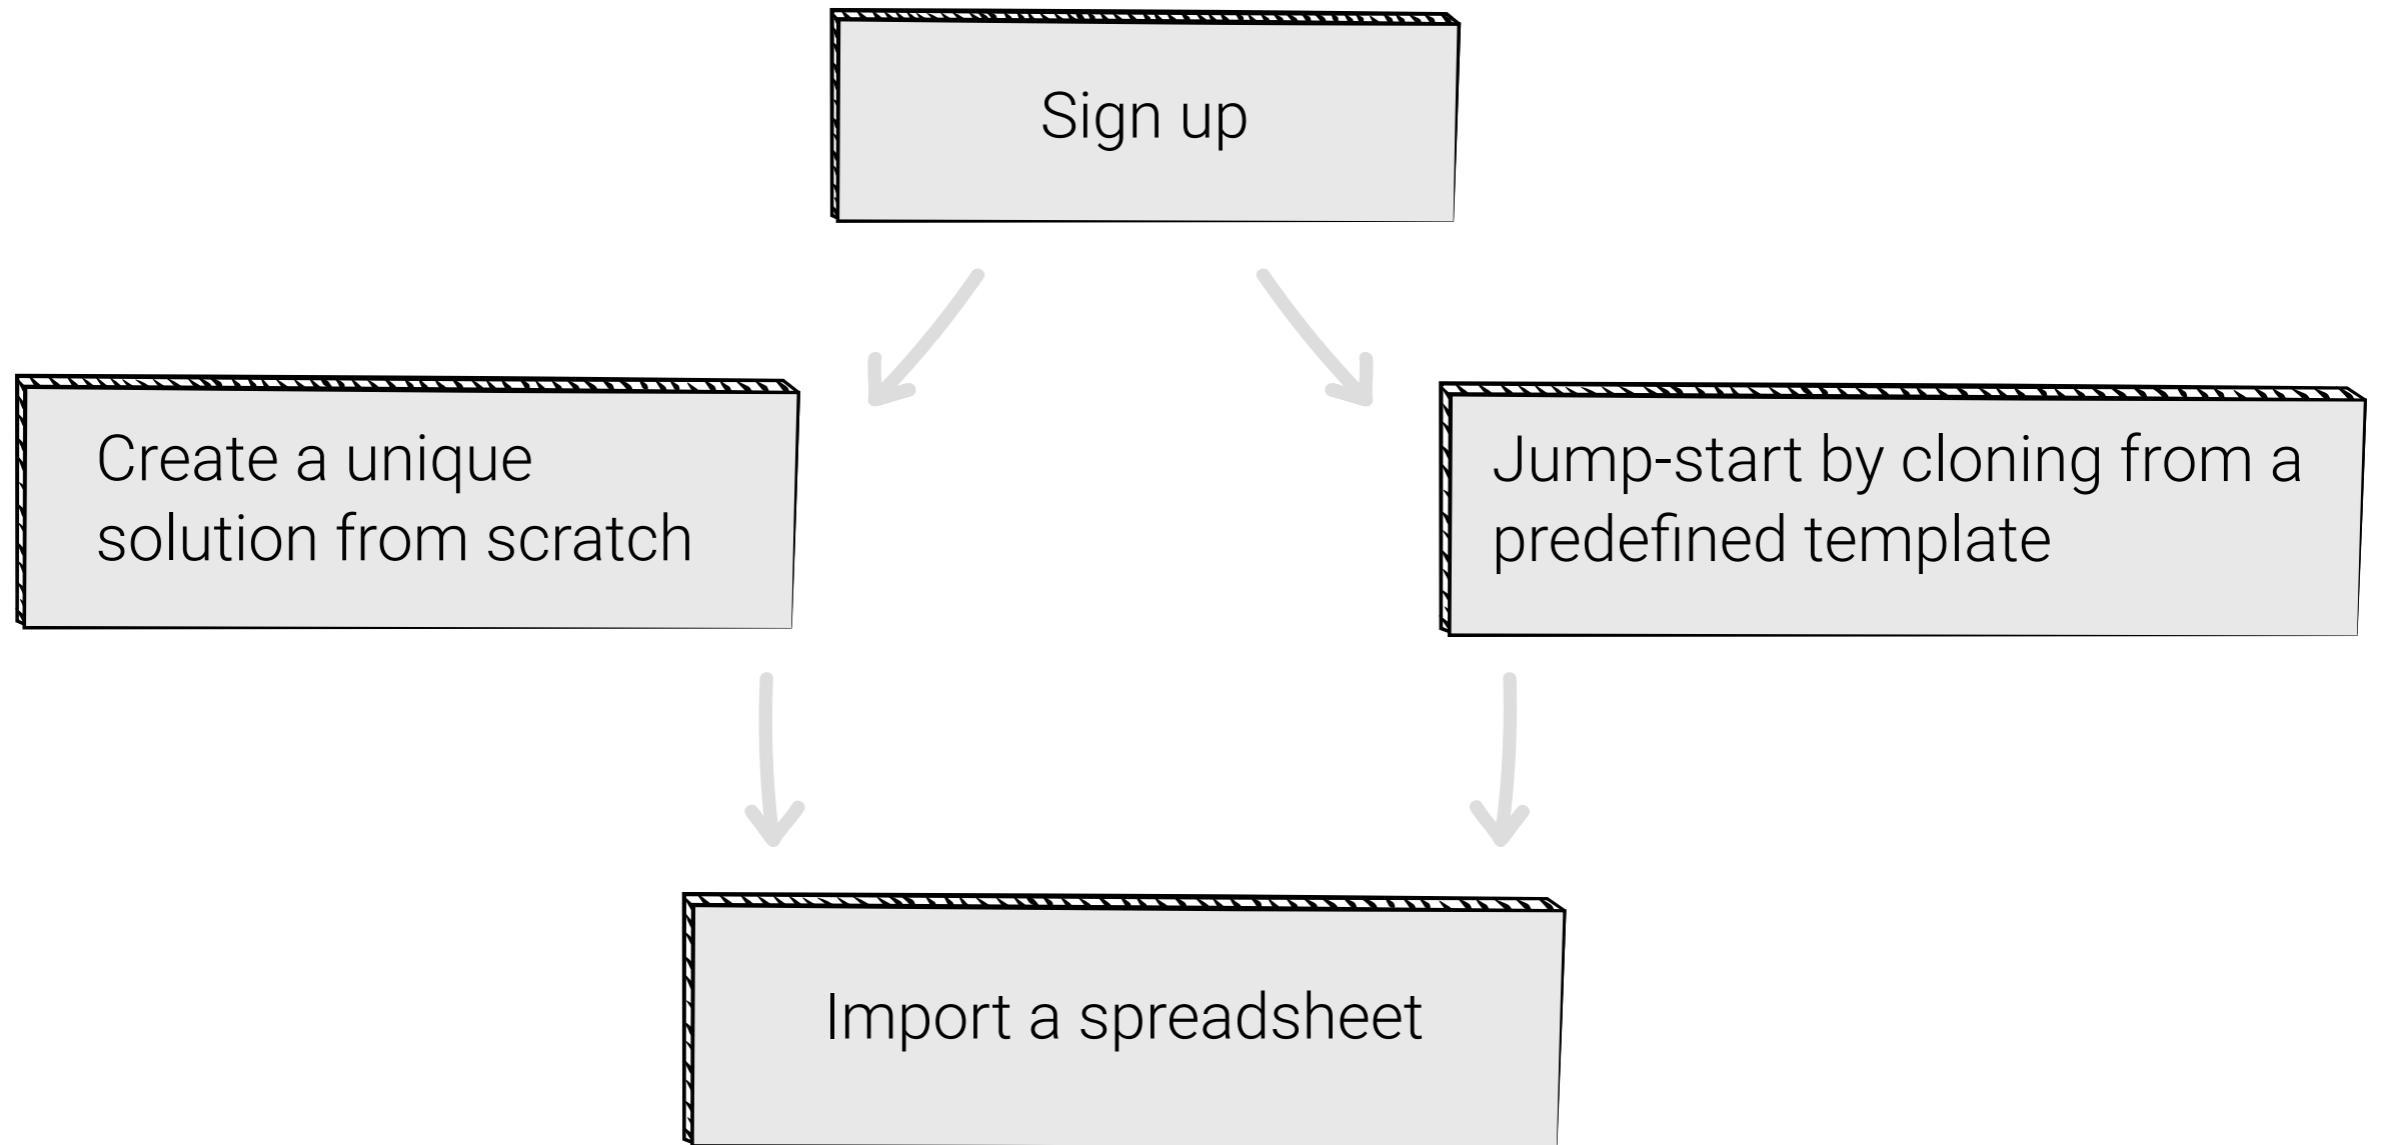 Sign up
Create a unique
solution from scratch
Jump-start by cloning from a
predefined template
Import a spreadsheet